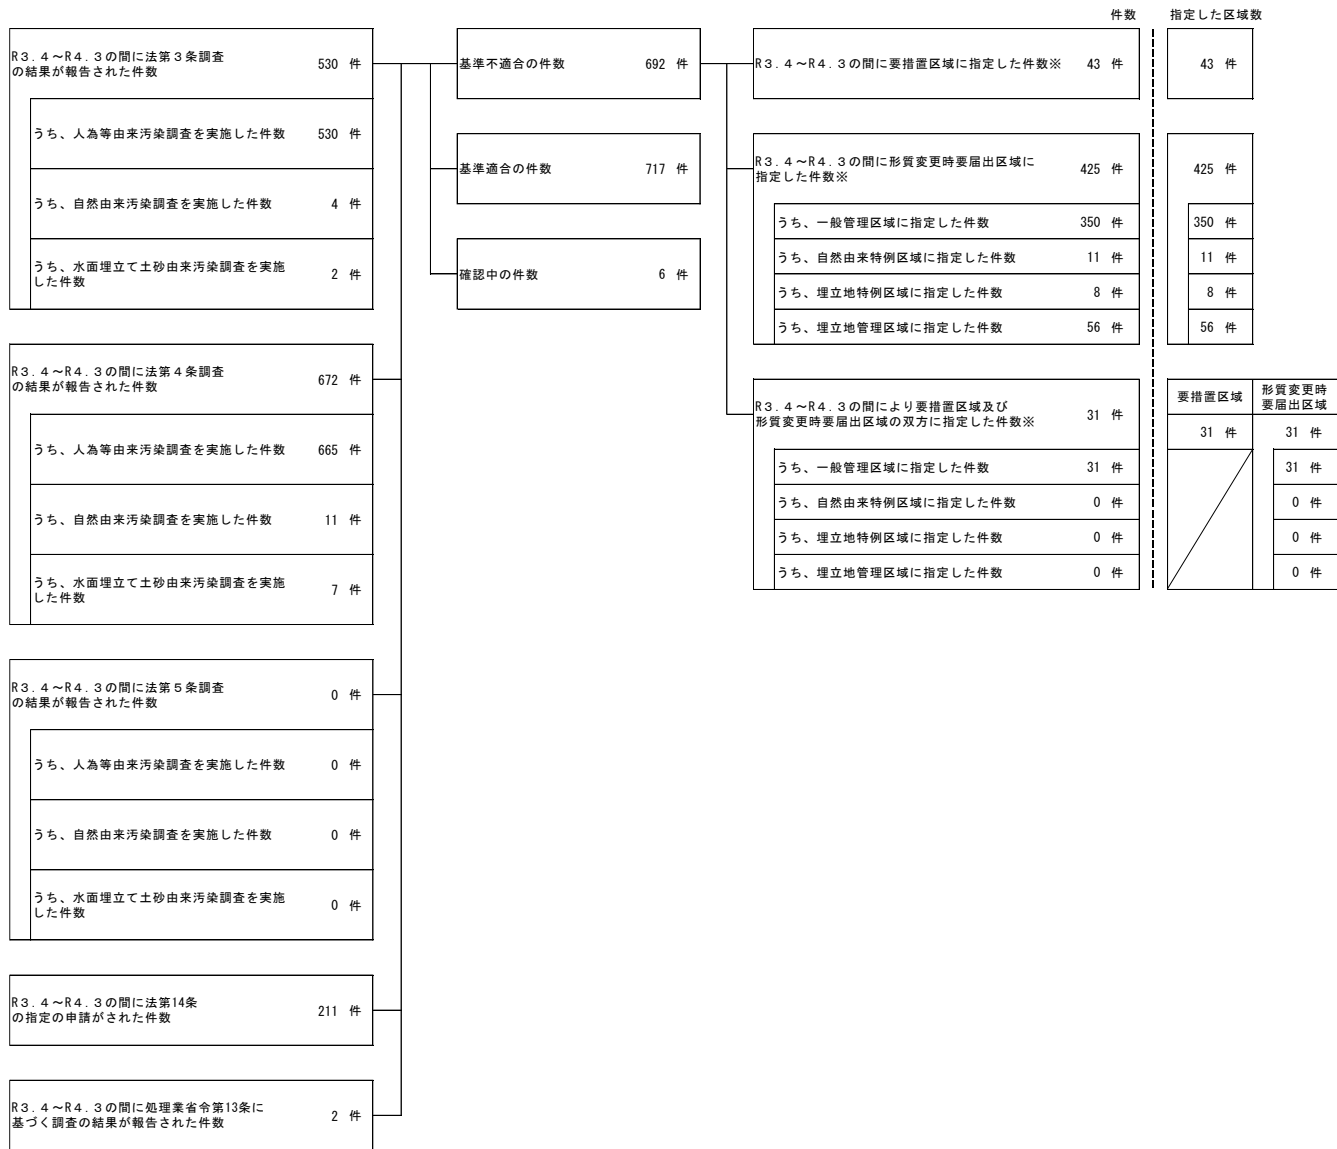 件数 指定した区域数
R3.4～R4.3の間に法第3条調査
の結果が報告された件数 530 件
うち、人為等由来汚染調査を実施した件数 530 件
うち、自然由来汚染調査を実施した件数 4 件
うち、水面埋立て土砂由来汚染調査を実施
した件数 2 件
R3.4～R4.3の間に法第4条調査
の結果が報告された件数 672 件
うち、人為等由来汚染調査を実施した件数 665 件
うち、自然由来汚染調査を実施した件数 11 件
うち、水面埋立て土砂由来汚染調査を実施
した件数 7 件
R3.4～R4.3の間に法第5条調査
の結果が報告された件数 0 件
うち、人為等由来汚染調査を実施した件数 0 件
うち、自然由来汚染調査を実施した件数 0 件
うち、水面埋立て土砂由来汚染調査を実施
した件数 0 件
R3.4～R4.3の間に法第14条
の指定の申請がされた件数 211 件
R3.4～R4.3の間に処理業省令第13条に
基づく調査の結果が報告された件数 2 件
基準不適合の件数 692 件
基準適合の件数 717 件
確認中の件数 6 件
R3.4～R4.3の間に要措置区域に指定した件数※ 43 件 43 件
R3.4～R4.3の間に形質変更時要届出区域に
指定した件数※ 425 件 425 件
うち、一般管理区域に指定した件数 350 件 350 件
うち、自然由来特例区域に指定した件数 11 件 11 件
うち、埋立地特例区域に指定した件数 8 件 8 件
うち、埋立地管理区域に指定した件数 56 件 56 件
R3.4～R4.3の間により要措置区域及び
形質変更時要届出区域の双方に指定した件数※ 31 件
要措置区域 形質変更時
要届出区域
31 件 31 件
うち、一般管理区域に指定した件数 31 件 31 件
うち、自然由来特例区域に指定した件数 0 件 0 件
うち、埋立地特例区域に指定した件数 0 件 0 件
うち、埋立地管理区域に指定した件数 0 件 0 件